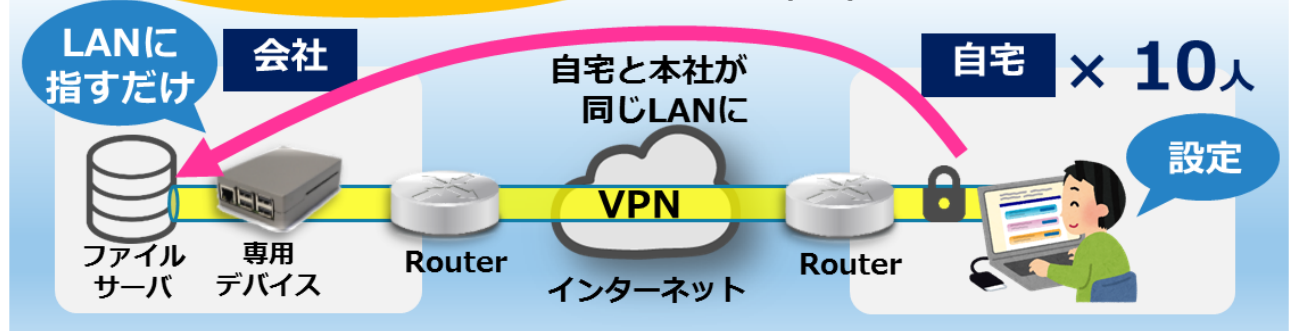 LANに
指すだけ
会社
自宅と本社が
同じLANに
自宅 × 10人
設定
VPN
ファイル
サーバ
専用
デバイス
Router
インターネット
Router